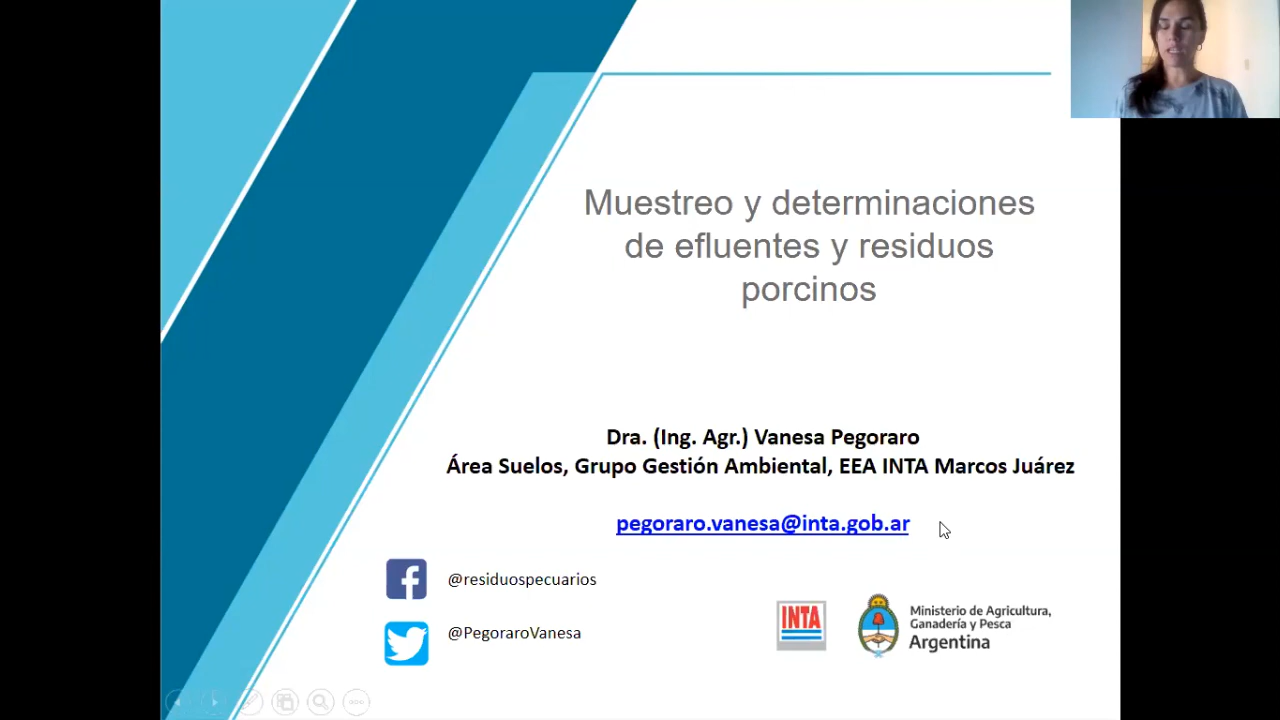 Muestreo y determinaciones
de efluentes y residuos
porcinos
Dra. (Ing. Agr.) Vanesa Pegoraro
Área Suelos, Grupo Gestión Ambiental, EEA INTA Marcos Juárez
pegoraro.vanesa@inta.gob.ar
@residuospecuarios
@PegoraroVanesa
INTA
Ministerio de Agricultura,
Ganadería y Pesca
Argentina